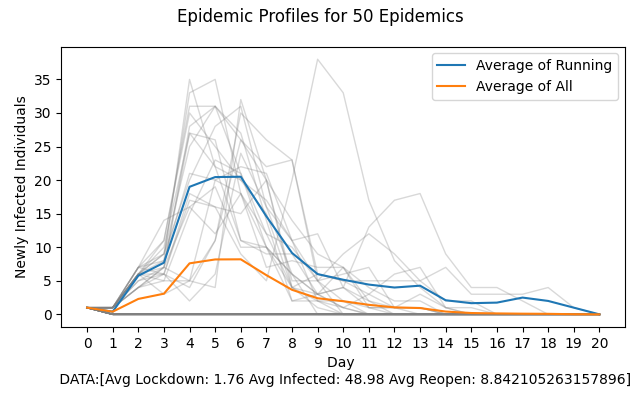 Epidemic Profiles for 50 Epidemics
Average of Running
Average of All
Newly Infected Individuals
35
30
25
20
15
10
5
0
0 1 2 3 4 5 6 7 8 9 10 11 12 13 14 15 16 17 18 19 20
Day
DATA:[Avg Lockdown: 1.76 Avg Infected: 48.98 Avg Reopen: 8.842105263157896]